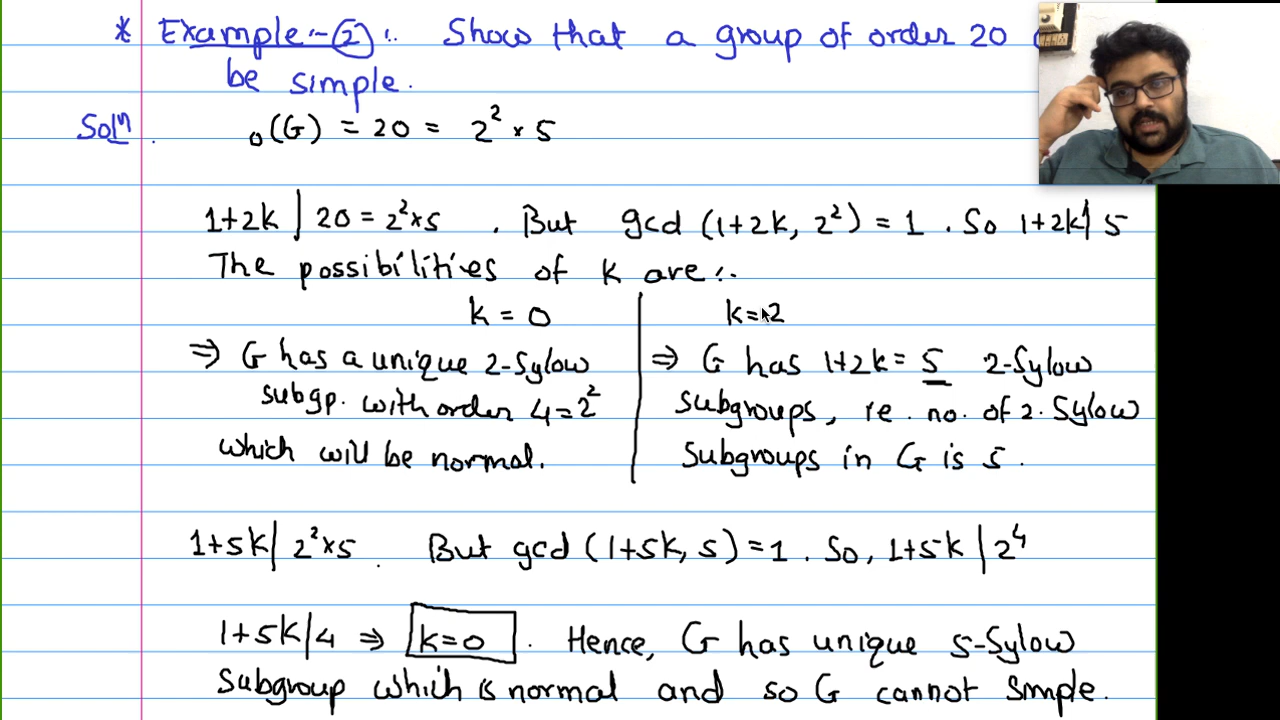 * Example:- (2) :. Show that a group of order 20
be simple.
Solⁿ. o(G) = 20 = 2² × 5
1+2k | 20 = 2²×5 . But gcd (1+2k, 2²) = 1 . So 1+2k | 5
The possibilities of k are :.
k = 0
⇒ G has a unique 2-Sylow
subgp. with order 4 = 2²
which will be normal.
k = 2
⇒ G has 1+2k = 5 2-Sylow
subgroups, ie. no. of 2. Sylow
subgroups in G is 5 .
1+5k | 2²×5 . But gcd (1+5k, 5) = 1 . So, 1+5k | 2⁴
1+5k | 4 ⇒ k=0 . Hence, G has unique 5-Sylow
Subgroup which is normal and so G cannot simple.